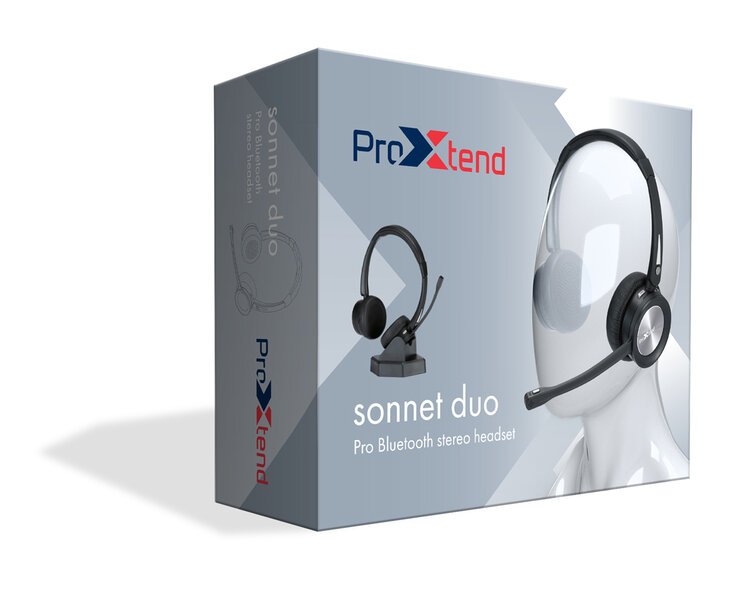 sonnet duo
Pro Bluetooth
stereo headset
ProXtend
ProXtend
sonnet duo
Pro Bluetooth stereo headset